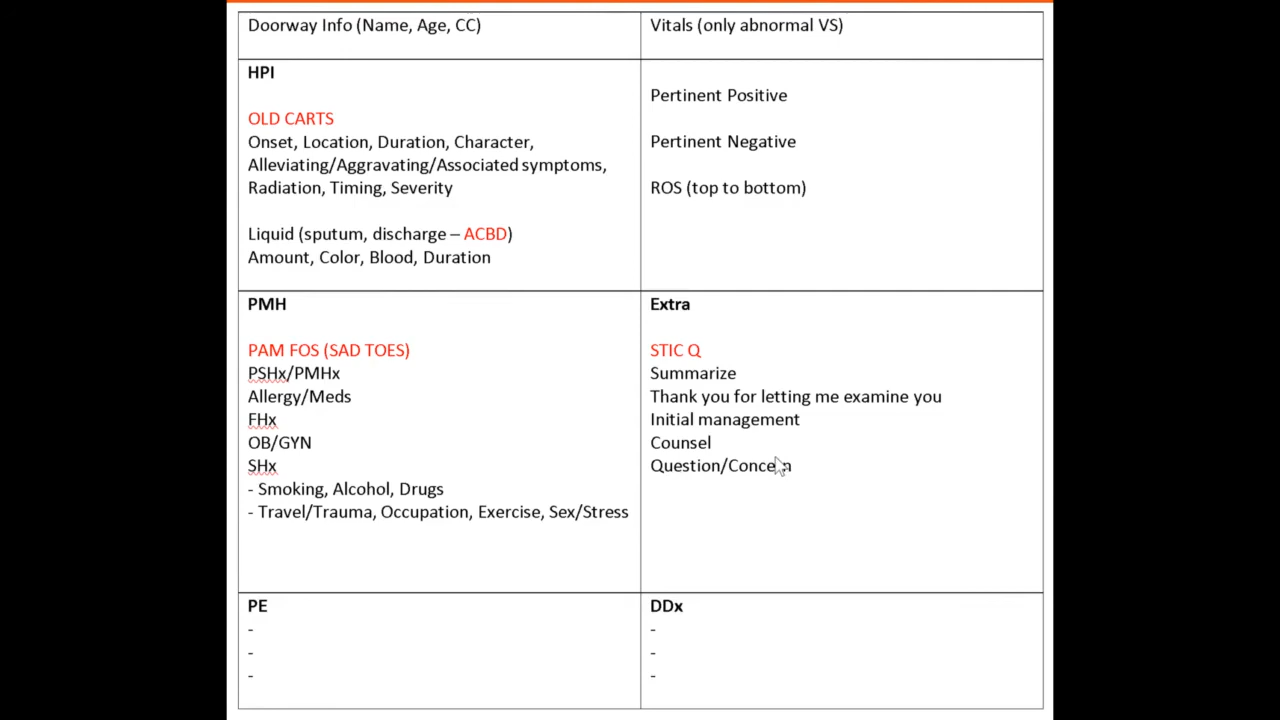 Doorway Info (Name, Age, CC)
Vitals (only abnormal VS)
HPI
OLD CARTS
Onset, Location, Duration, Character,
Alleviating/Aggravating/Associated symptoms,
Radiation, Timing, Severity
Liquid (sputum, discharge – ACBD)
Amount, Color, Blood, Duration
Pertinent Positive
Pertinent Negative
ROS (top to bottom)
PMH
PAM FOS (SAD TOES)
PSHx/PMHx
Allergy/Meds
FHx
OB/GYN
SHx
- Smoking, Alcohol, Drugs
- Travel/Trauma, Occupation, Exercise, Sex/Stress
Extra
STIC Q
Summarize
Thank you for letting me examine you
Initial management
Counsel
Question/Concern
PE
-
-
-
DDx
-
-
-